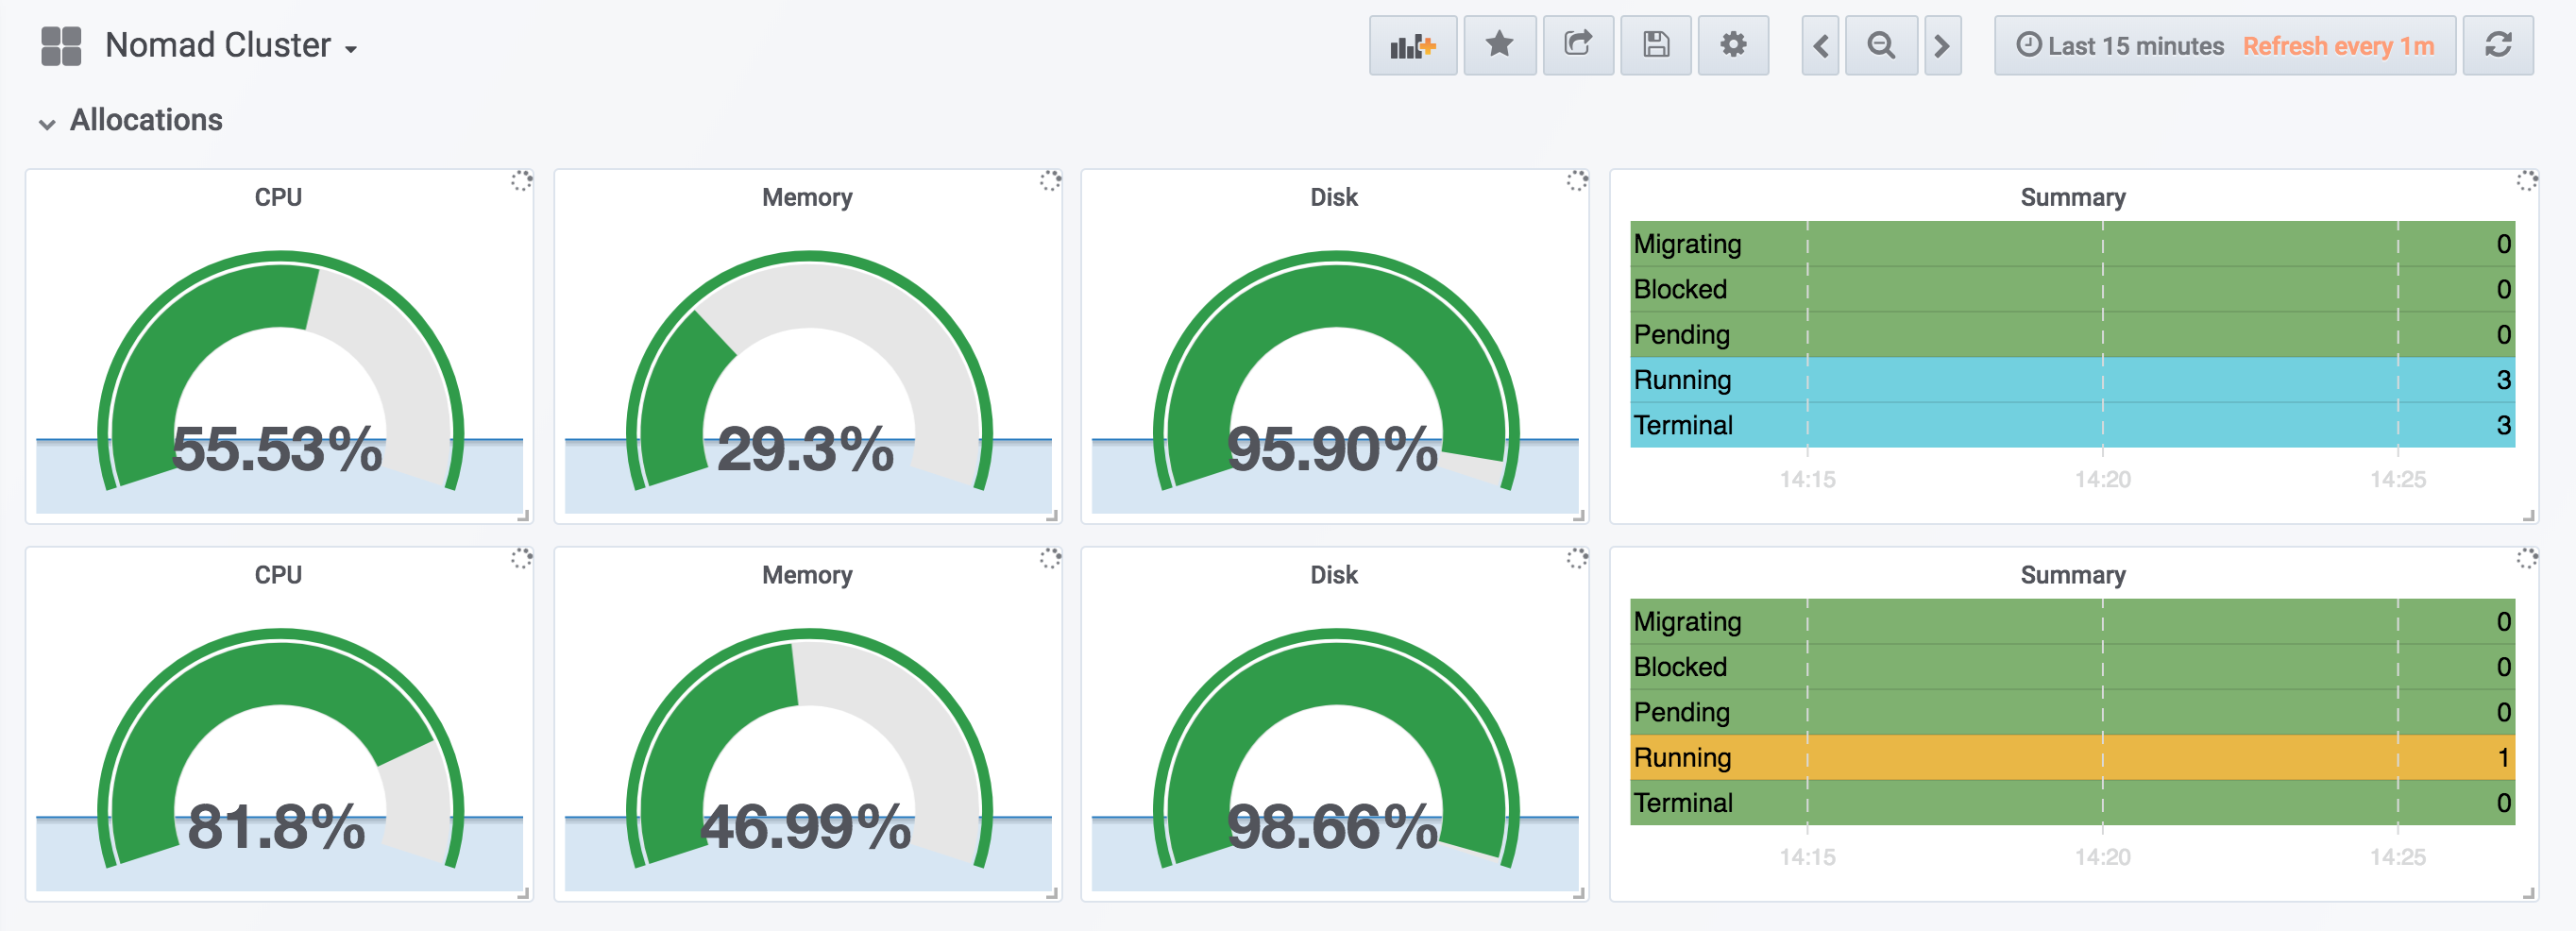 Nomad Cluster
Last 15 minutes Refresh every 1m
Allocations
CPU
55.53%
Memory
29.3%
Disk
95.90%
Summary
Migrating 0
Blocked 0
Pending 0
Running 3
Terminal 3
14:15 14:20 14:25
CPU
81.8%
Memory
46.99%
Disk
98.66%
Summary
Migrating 0
Blocked 0
Pending 0
Running 1
Terminal 0
14:15 14:20 14:25